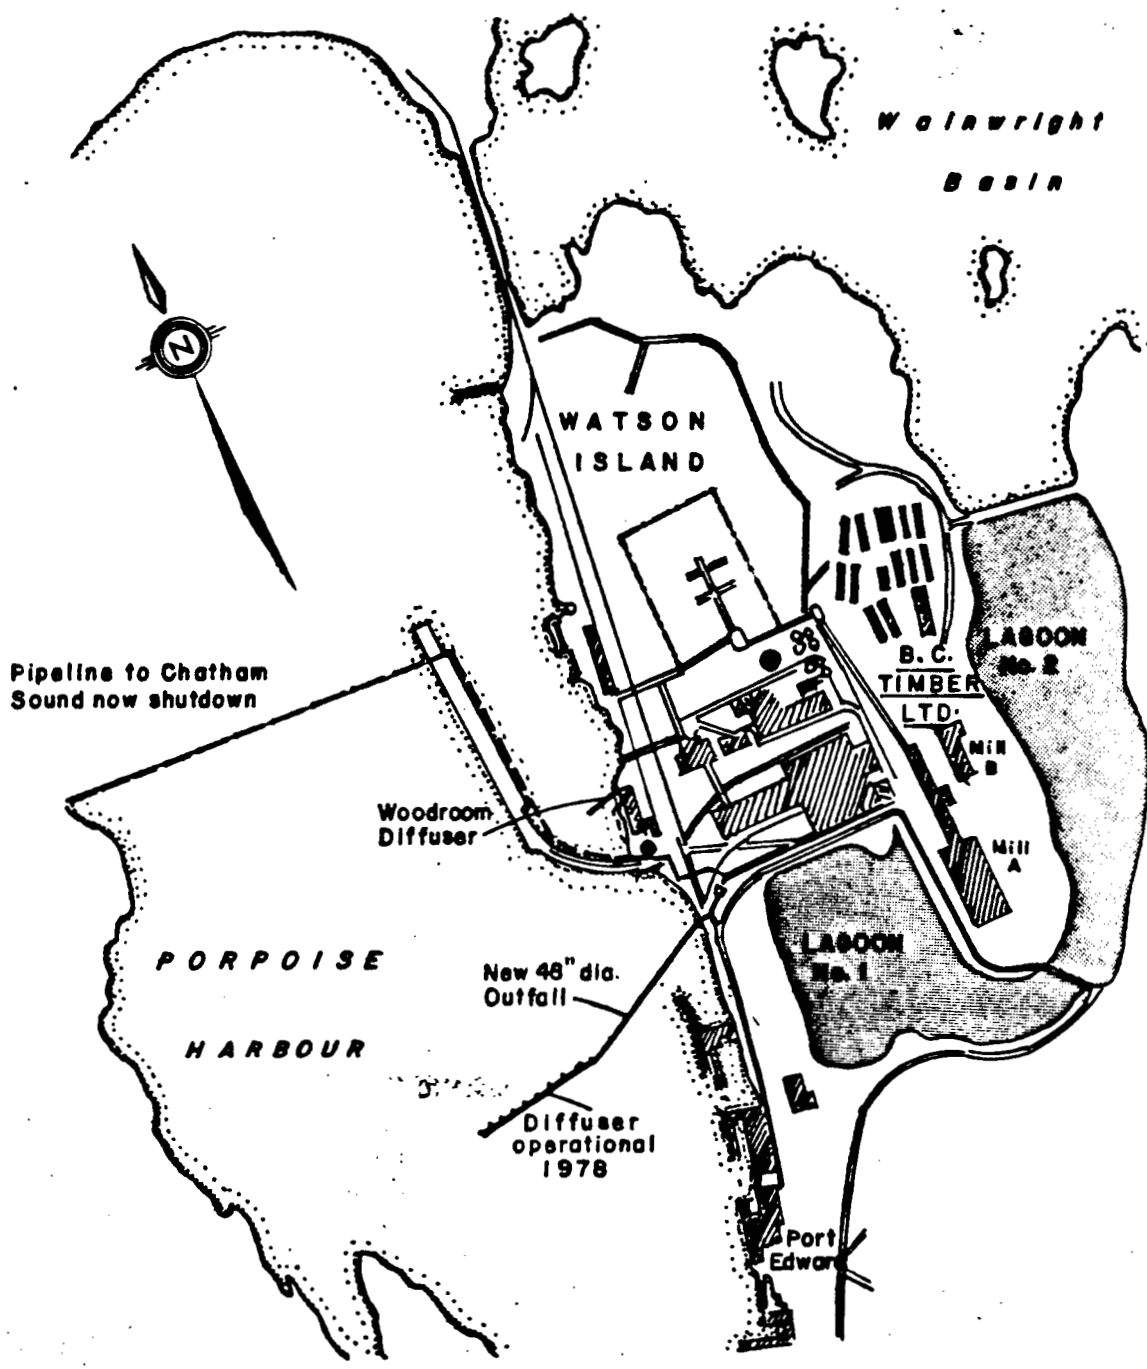 Wainwright
Basin
N
WATSON
ISLAND
LAGOON
No. 2
B. C.
TIMBER
LTD.
Pipeline to Chatham
Sound now shutdown
Mill
B
Woodroom
Diffuser
Mill
A
LAGOON
No. 1
PORPOISE
HARBOUR
New 48" dia.
Outfall
Diffuser
operational
1978
Port
Edward